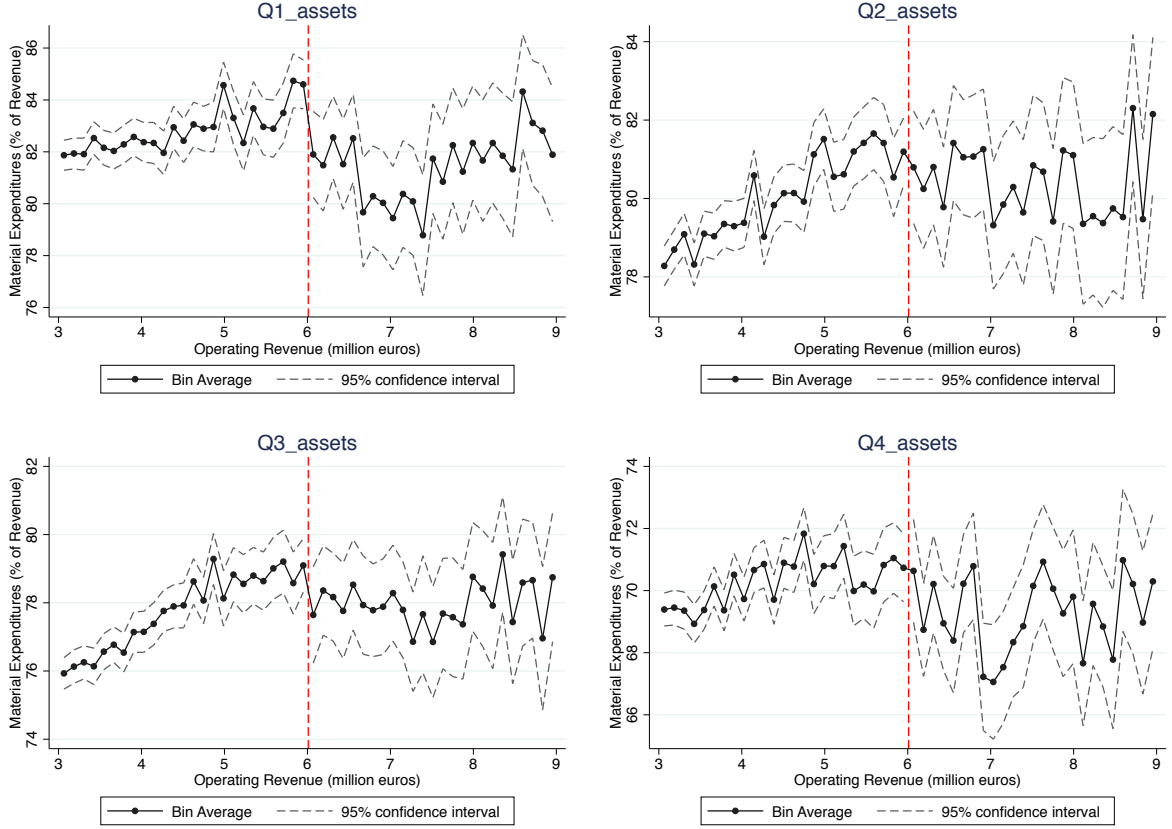 Q1_assets
Material Expenditures (% of Revenue)
76 78 80 82 84 86
3 4 5 6 7 8 9
Operating Revenue (million euros)
Bin Average 95% confidence interval
Q2_assets
Material Expenditures (% of Revenue)
78 80 82 84
3 4 5 6 7 8 9
Operating Revenue (million euros)
Bin Average 95% confidence interval
Q3_assets
Material Expenditures (% of Revenue)
74 76 78 80 82
3 4 5 6 7 8 9
Operating Revenue (million euros)
Bin Average 95% confidence interval
Q4_assets
Material Expenditures (% of Revenue)
66 68 70 72 74
3 4 5 6 7 8 9
Operating Revenue (million euros)
Bin Average 95% confidence interval